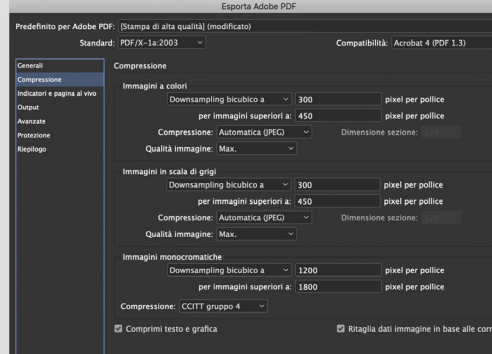 Esporta Adobe PDF
Predefinito per Adobe PDF: [Stampa di alta qualità] (modificato)
Standard: PDF/X-1a:2003 Compatibilità: Acrobat 4 (PDF 1.3)
Generali
Compressione
Indicatori e pagina al vivo
Output
Avanzate
Protezione
Riepilogo
Compressione
Immagini a colori
Downsampling bicubico a 300 pixel per pollice
per immagini superiori a: 450 pixel per pollice
Compressione: Automatica (JPEG) Dimensione sezione: 128
Qualità immagine: Max.
Immagini in scala di grigi
Downsampling bicubico a 300 pixel per pollice
per immagini superiori a: 450 pixel per pollice
Compressione: Automatica (JPEG) Dimensione sezione: 128
Qualità immagine: Max.
Immagini monocromatiche
Downsampling bicubico a 1200 pixel per pollice
per immagini superiori a: 1800 pixel per pollice
Compressione: CCITT gruppo 4
Comprimi testo e grafica Ritaglia dati immagine in base alle corn